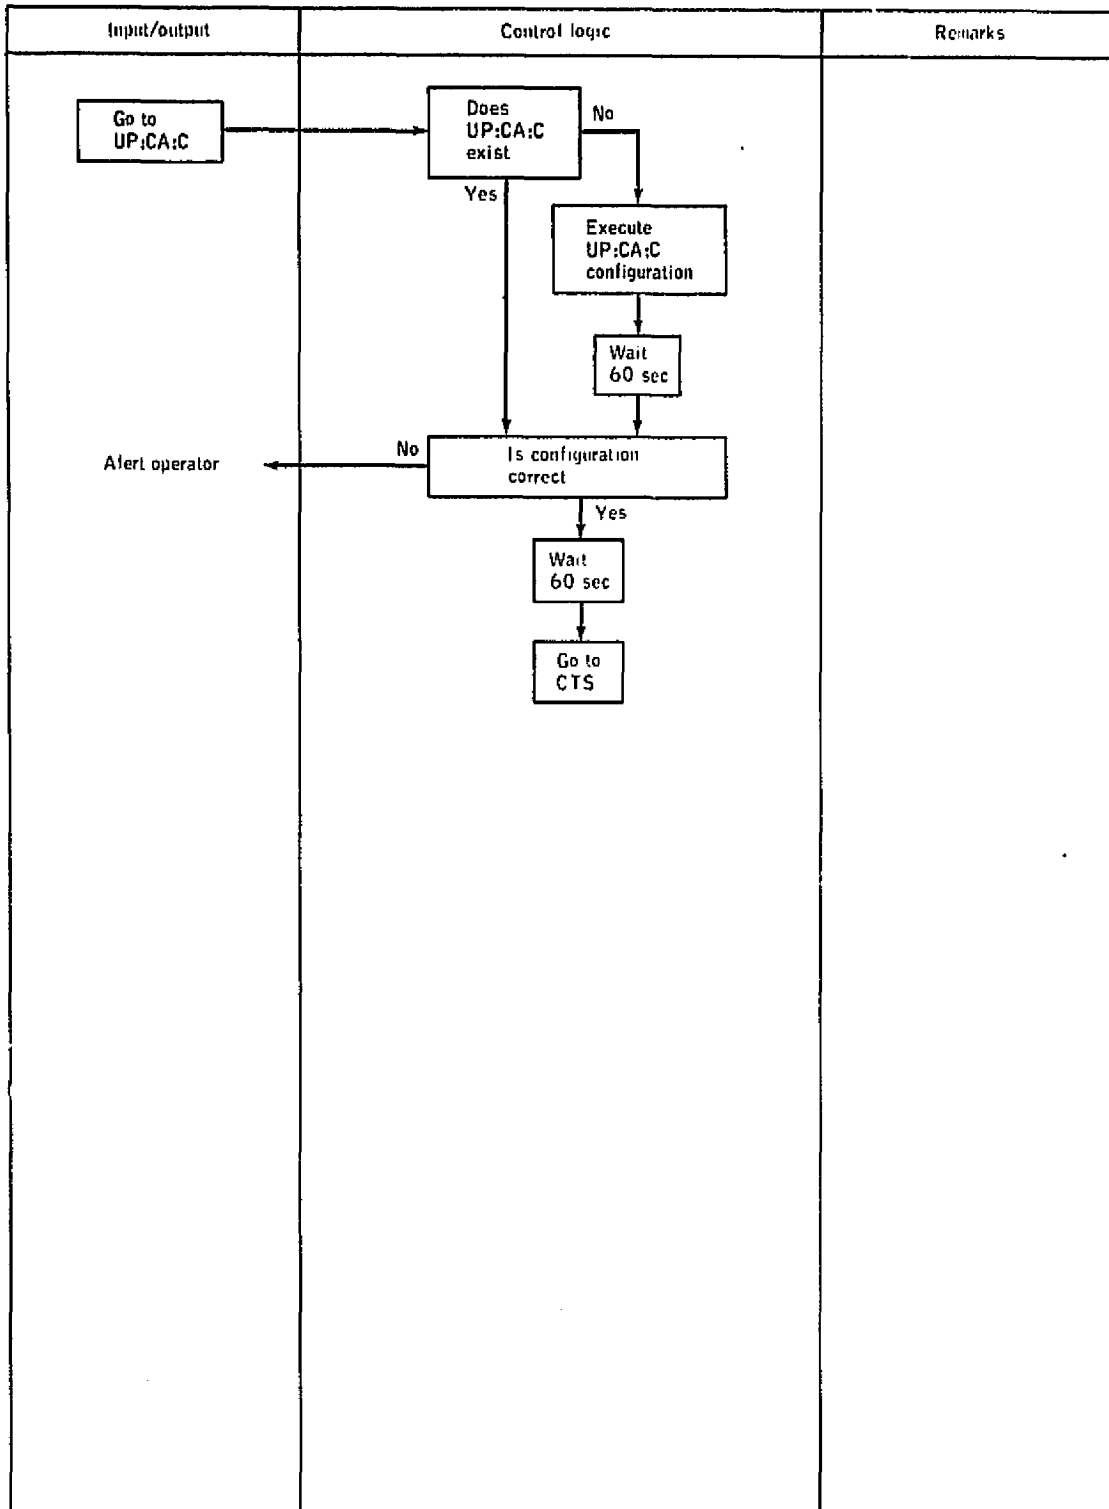 Input/output
Control logic
Remarks
Go to
UP:CA:C
Does
UP:CA:C
exist
No
Yes
Execute
UP:CA:C
configuration
Wait
60 sec
Alert operator
No
Is configuration
correct
Yes
Wait
60 sec
Go to
CTS